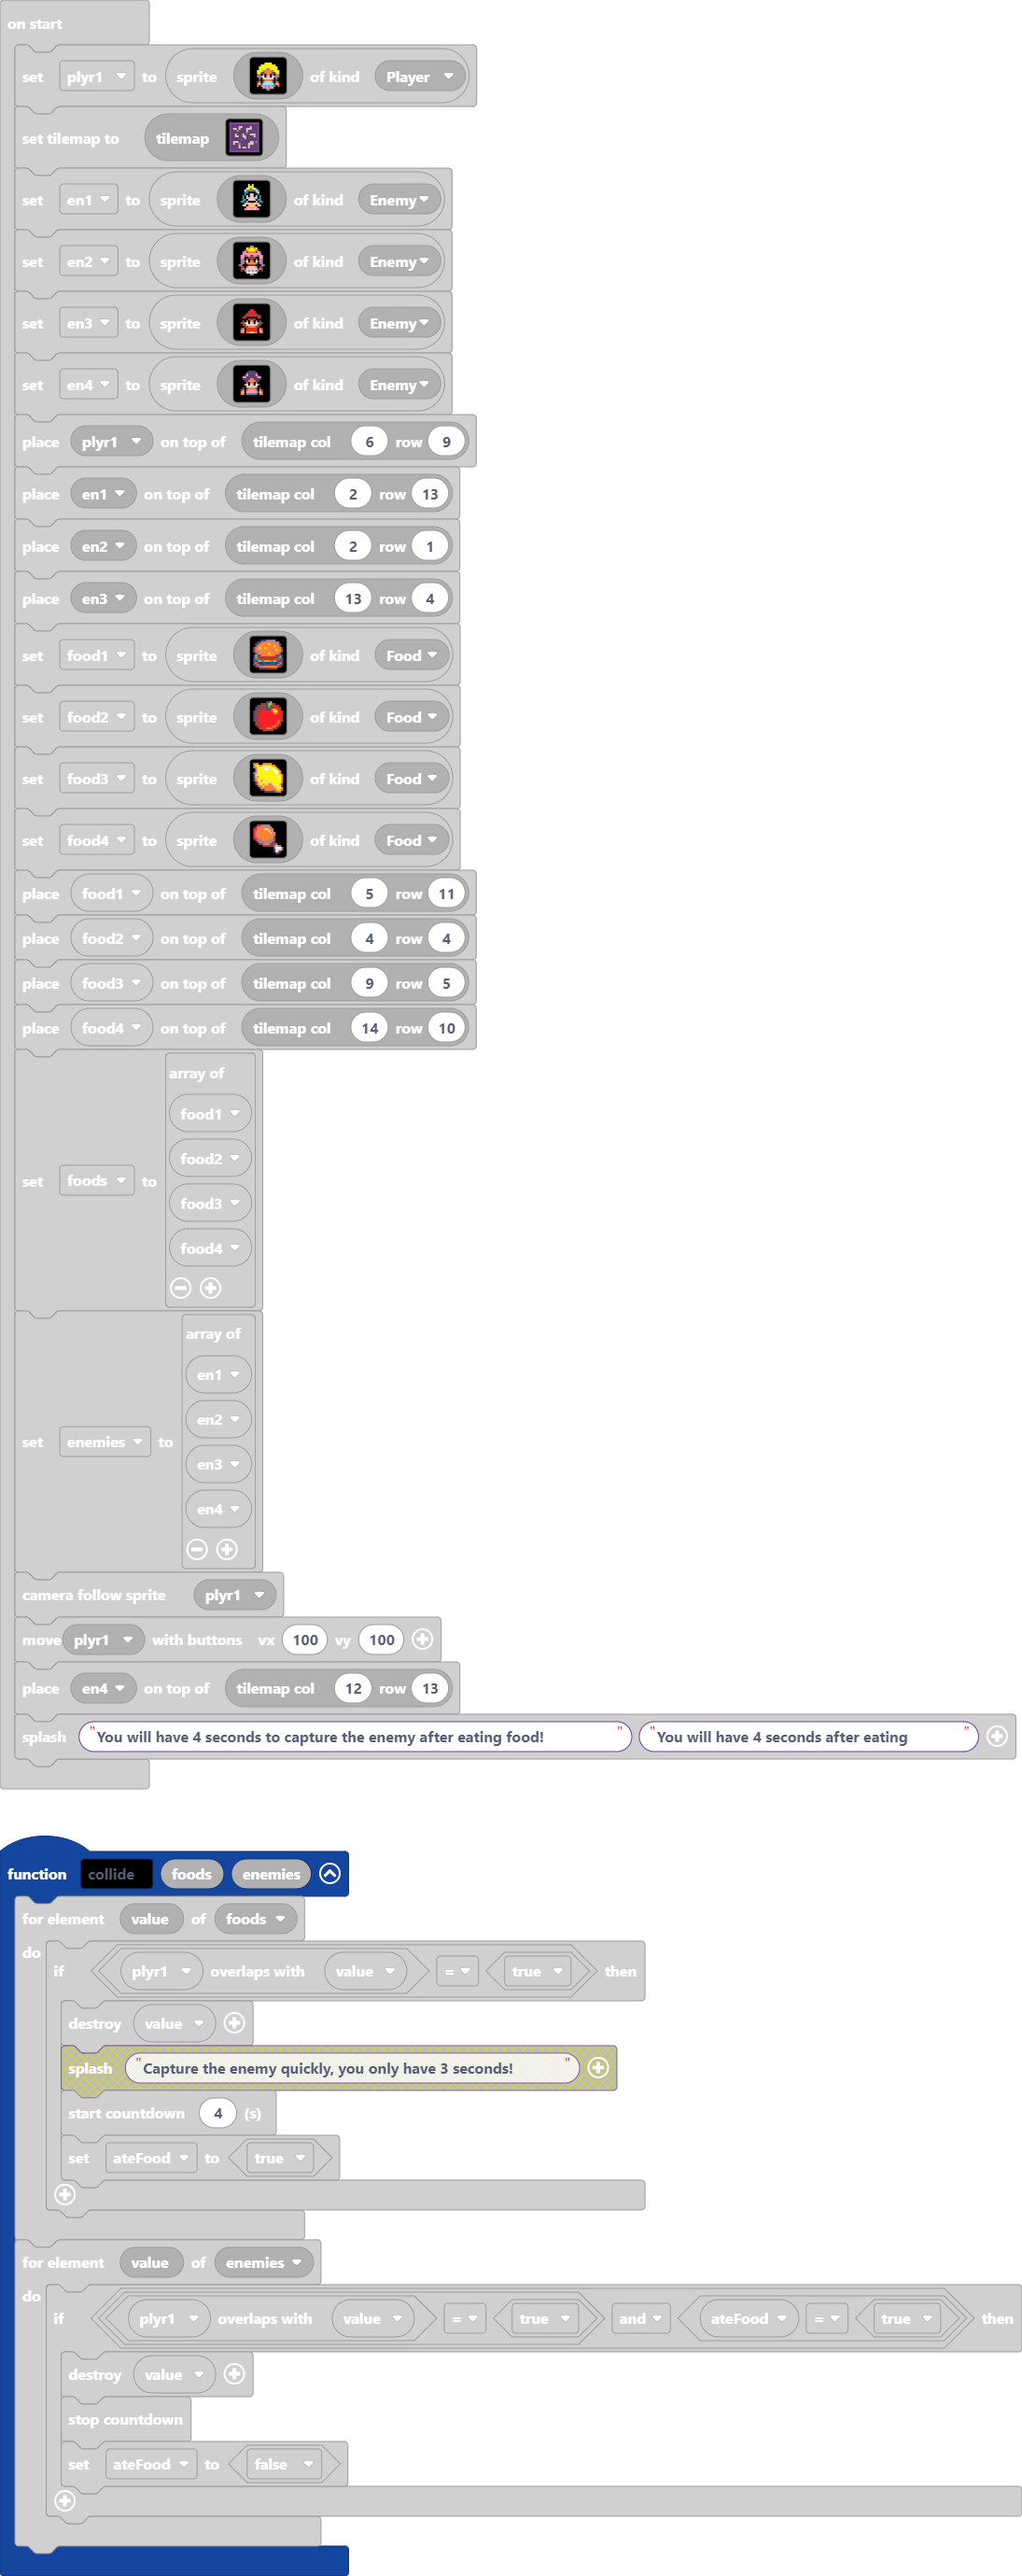 on start
set plyr1 to sprite of kind Player
set tilemap to tilemap
set en1 to sprite of kind Enemy
set en2 to sprite of kind Enemy
set en3 to sprite of kind Enemy
set en4 to sprite of kind Enemy
place plyr1 on top of tilemap col 6 row 9
place en1 on top of tilemap col 2 row 13
place en2 on top of tilemap col 2 row 1
place en3 on top of tilemap col 13 row 4
set food1 to sprite of kind Food
set food2 to sprite of kind Food
set food3 to sprite of kind Food
set food4 to sprite of kind Food
place food1 on top of tilemap col 5 row 11
place food2 on top of tilemap col 4 row 4
place food3 on top of tilemap col 9 row 5
place food4 on top of tilemap col 14 row 10
array of
food1
food2
set foods to
food3
food4
array of
en1
en2
set enemies to
en3
en4
camera follow sprite plyr1
move plyr1 with buttons vx 100 vy 100
place en4 on top of tilemap col 12 row 13
splash "You will have 4 seconds to capture the enemy after eating food!" "You will have 4 seconds after eating"
function collide foods enemies
for element value of foods
do
if plyr1 overlaps with value = true then
destroy value
splash "Capture the enemy quickly, you only have 3 seconds!"
start countdown 4 (s)
set ateFood to true
for element value of enemies
do
if plyr1 overlaps with value = true and ateFood = true then
destroy value
stop countdown
set ateFood to false